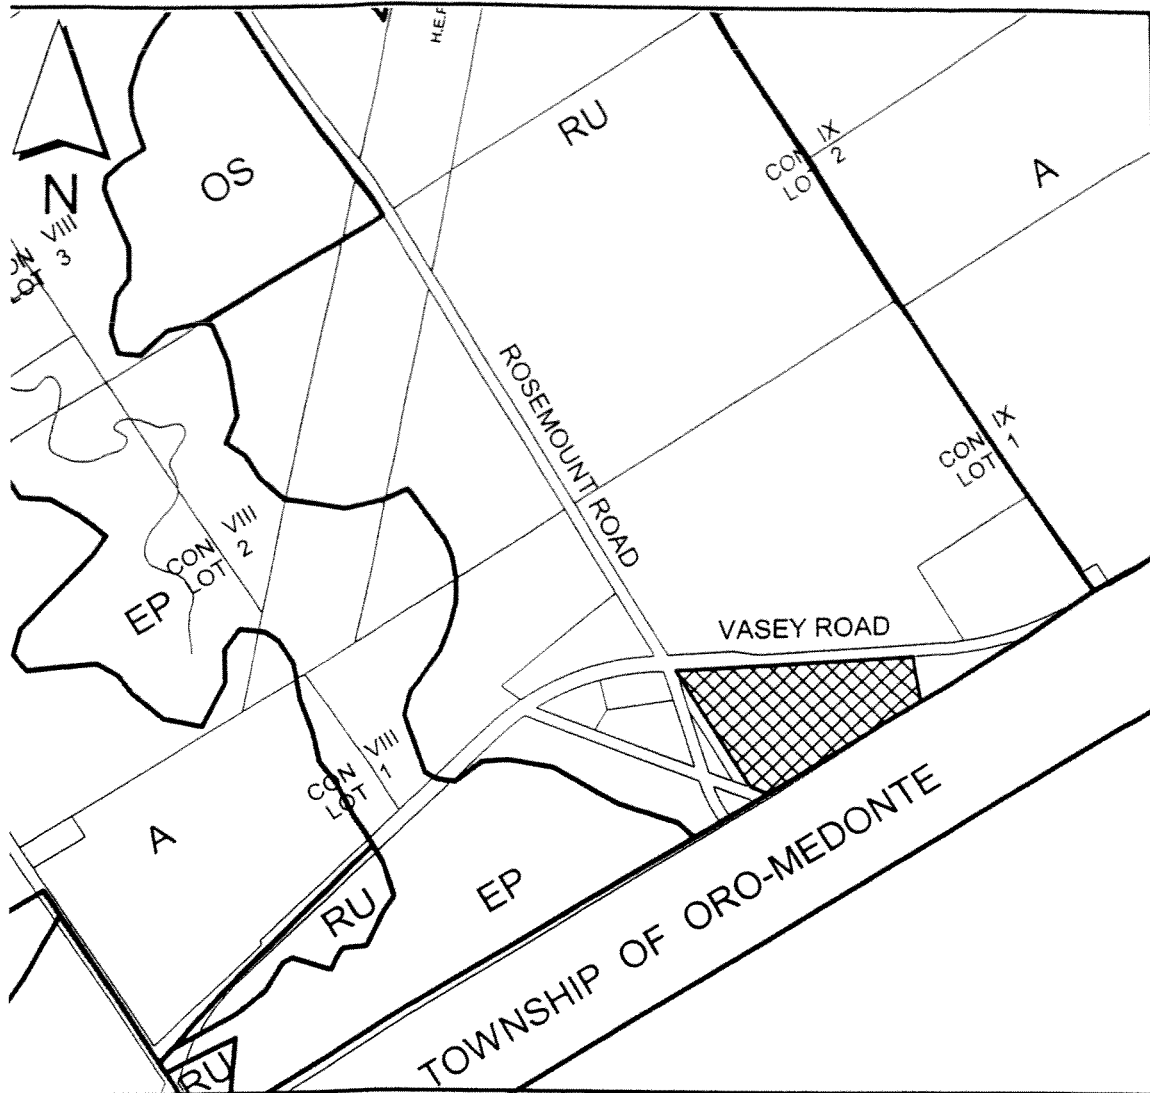 H.E.P
RU
CON IX
LOT 2
A
OS
N
VIII
LOT 3
ROSEMOUNT ROAD
CON IX
LOT 1
CON VIII
LOT 2
EP
VASEY ROAD
CON VIII
LOT 1
A
RU
EP
TOWNSHIP OF ORO-MEDONTE
RU